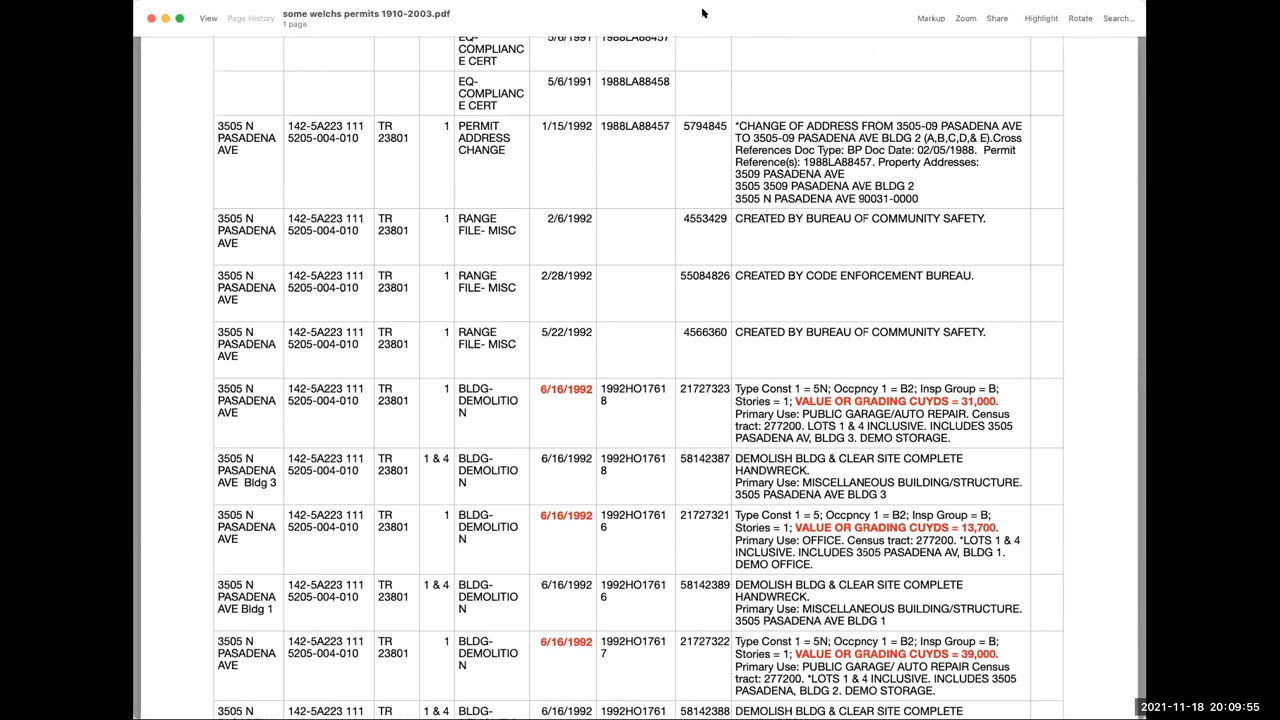 View Page History some welchs permits 1910-2003.pdf Markup Zoom Share Highlight Rotate Search...
1 page
EQ- 5/6/1991 1988LA88457
COMPLIANC
E CERT
EQ- 5/6/1991 1988LA88458
COMPLIANC
E CERT
3505 N 142-5A223 111 TR 1 PERMIT 1/15/1992 1988LA88457 5794845 *CHANGE OF ADDRESS FROM 3505-09 PASADENA AVE
PASADENA 5205-004-010 23801 ADDRESS TO 3505-09 PASADENA AVE BLDG 2 (A,B,C,D,& E).Cross
AVE CHANGE References Doc Type: BP Doc Date: 02/05/1988. Permit
Reference(s): 1988LA88457. Property Addresses:
3509 PASADENA AVE
3505 3509 PASADENA AVE BLDG 2
3505 N PASADENA AVE 90031-0000
3505 N 142-5A223 111 TR 1 RANGE 2/6/1992 4553429 CREATED BY BUREAU OF COMMUNITY SAFETY.
PASADENA 5205-004-010 23801 FILE- MISC
AVE
3505 N 142-5A223 111 TR 1 RANGE 2/28/1992 55084826 CREATED BY CODE ENFORCEMENT BUREAU.
PASADENA 5205-004-010 23801 FILE- MISC
AVE
3505 N 142-5A223 111 TR 1 RANGE 5/22/1992 4566360 CREATED BY BUREAU OF COMMUNITY SAFETY.
PASADENA 5205-004-010 23801 FILE- MISC
AVE
3505 N 142-5A223 111 TR 1 BLDG- 6/16/1992 1992HO1761 21727323 Type Const 1 = 5N; Occpncy 1 = B2; Insp Group = B;
PASADENA 5205-004-010 23801 DEMOLITIO 8 Stories = 1; VALUE OR GRADING CUYDS = 31,000.
AVE N Primary Use: PUBLIC GARAGE/AUTO REPAIR. Census
tract: 277200. LOTS 1 & 4 INCLUSIVE. INCLUDES 3505
PASADENA AV, BLDG 3. DEMO STORAGE.
3505 N 142-5A223 111 TR 1 & 4 BLDG- 6/16/1992 1992HO1761 58142387 DEMOLISH BLDG & CLEAR SITE COMPLETE
PASADENA 5205-004-010 23801 DEMOLITIO 8 HANDWRECK.
AVE Bldg 3 N Primary Use: MISCELLANEOUS BUILDING/STRUCTURE.
3505 PASADENA AVE BLDG 3
3505 N 142-5A223 111 TR 1 BLDG- 6/16/1992 1992HO1761 21727321 Type Const 1 = 5; Occpncy 1 = B2; Insp Group = B;
PASADENA 5205-004-010 23801 DEMOLITIO 6 Stories = 1; VALUE OR GRADING CUYDS = 13,700.
AVE N Primary Use: OFFICE. Census tract: 277200. *LOTS 1 & 4
INCLUSIVE. INCLUDES 3505 PASADENA AV, BLDG 1.
DEMO OFFICE.
3505 N 142-5A223 111 TR 1 & 4 BLDG- 6/16/1992 1992HO1761 58142389 DEMOLISH BLDG & CLEAR SITE COMPLETE
PASADENA 5205-004-010 23801 DEMOLITIO 6 HANDWRECK.
AVE Bldg 1 N Primary Use: MISCELLANEOUS BUILDING/STRUCTURE.
3505 PASADENA AVE BLDG 1
3505 N 142-5A223 111 TR 1 BLDG- 6/16/1992 1992HO1761 21727322 Type Const 1 = 5N; Occpncy 1 = B2; Insp Group = B;
PASADENA 5205-004-010 23801 DEMOLITIO 7 Stories = 1; VALUE OR GRADING CUYDS = 39,000.
AVE N Primary Use: PUBLIC GARAGE/ AUTO REPAIR Census
tract: 277200. *LOTS 1 & 4 INCLUSIVE. INCLUDES 3505
PASADENA, BLDG 2. DEMO STORAGE.
3505 N 142-5A223 111 TR 1 & 4 BLDG- 6/16/1992 1992HO1761 58142388 DEMOLISH BLDG & CLEAR SITE COMPLETE
2021-11-18 20:09:55